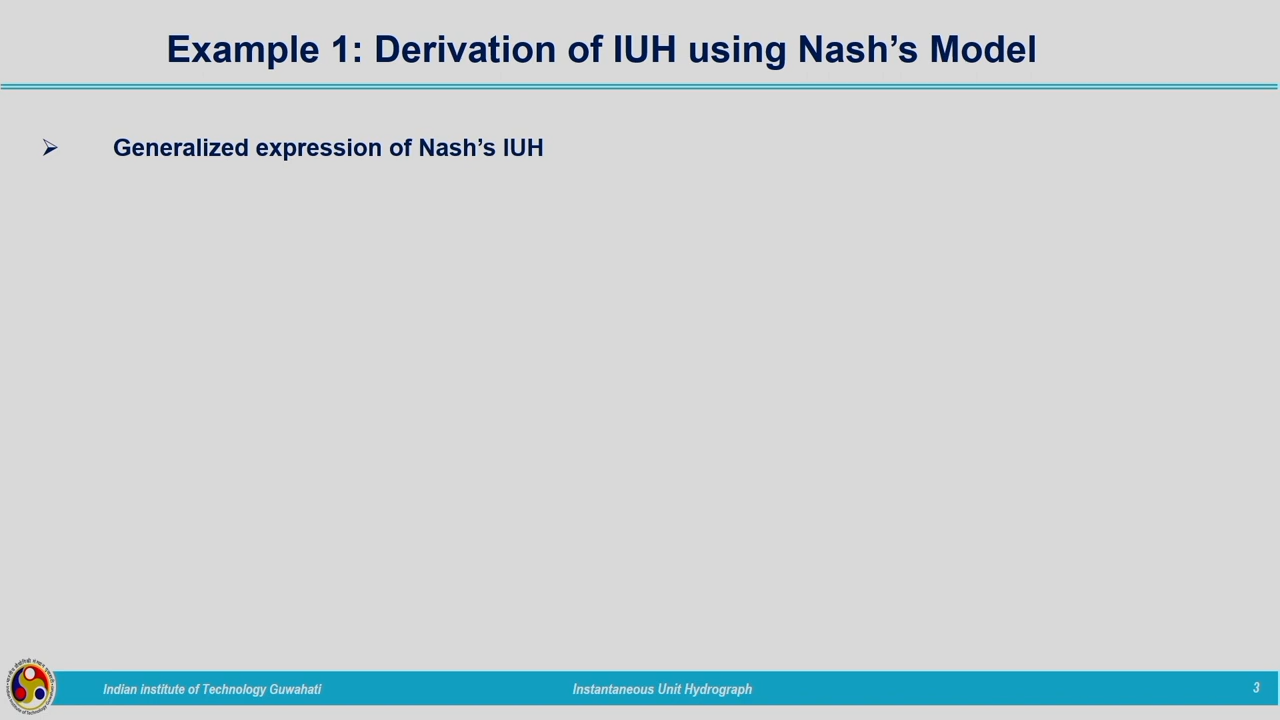 Example 1: Derivation of IUH using Nash’s Model
➢ Generalized expression of Nash’s IUH
Indian institute of Technology Guwahati
Instantaneous Unit Hydrograph
3